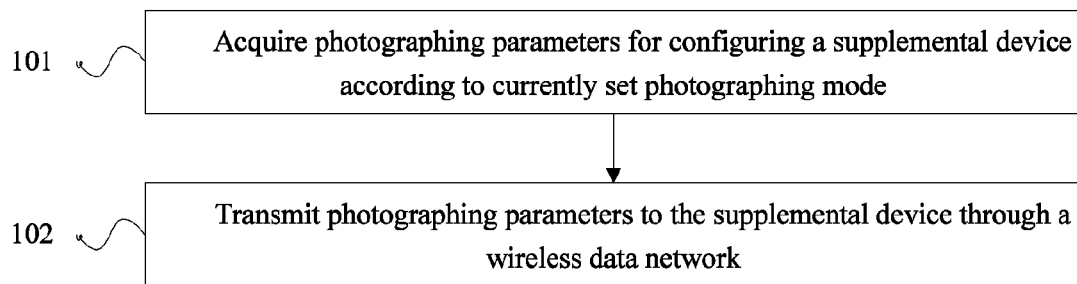 101
Acquire photographing parameters for configuring a supplemental device
according to currently set photographing mode
102
Transmit photographing parameters to the supplemental device through a
wireless data network